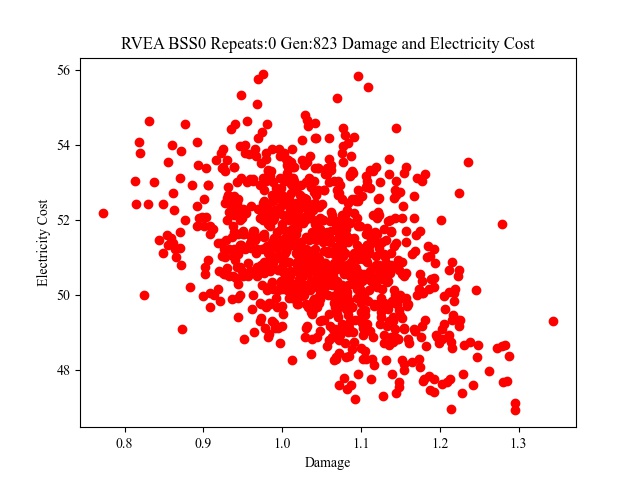 RVEA BSS0 Repeats:0 Gen:823 Damage and Electricity Cost
56
54
52
50
48
Electricity Cost
0.8 0.9 1.0 1.1 1.2 1.3
Damage